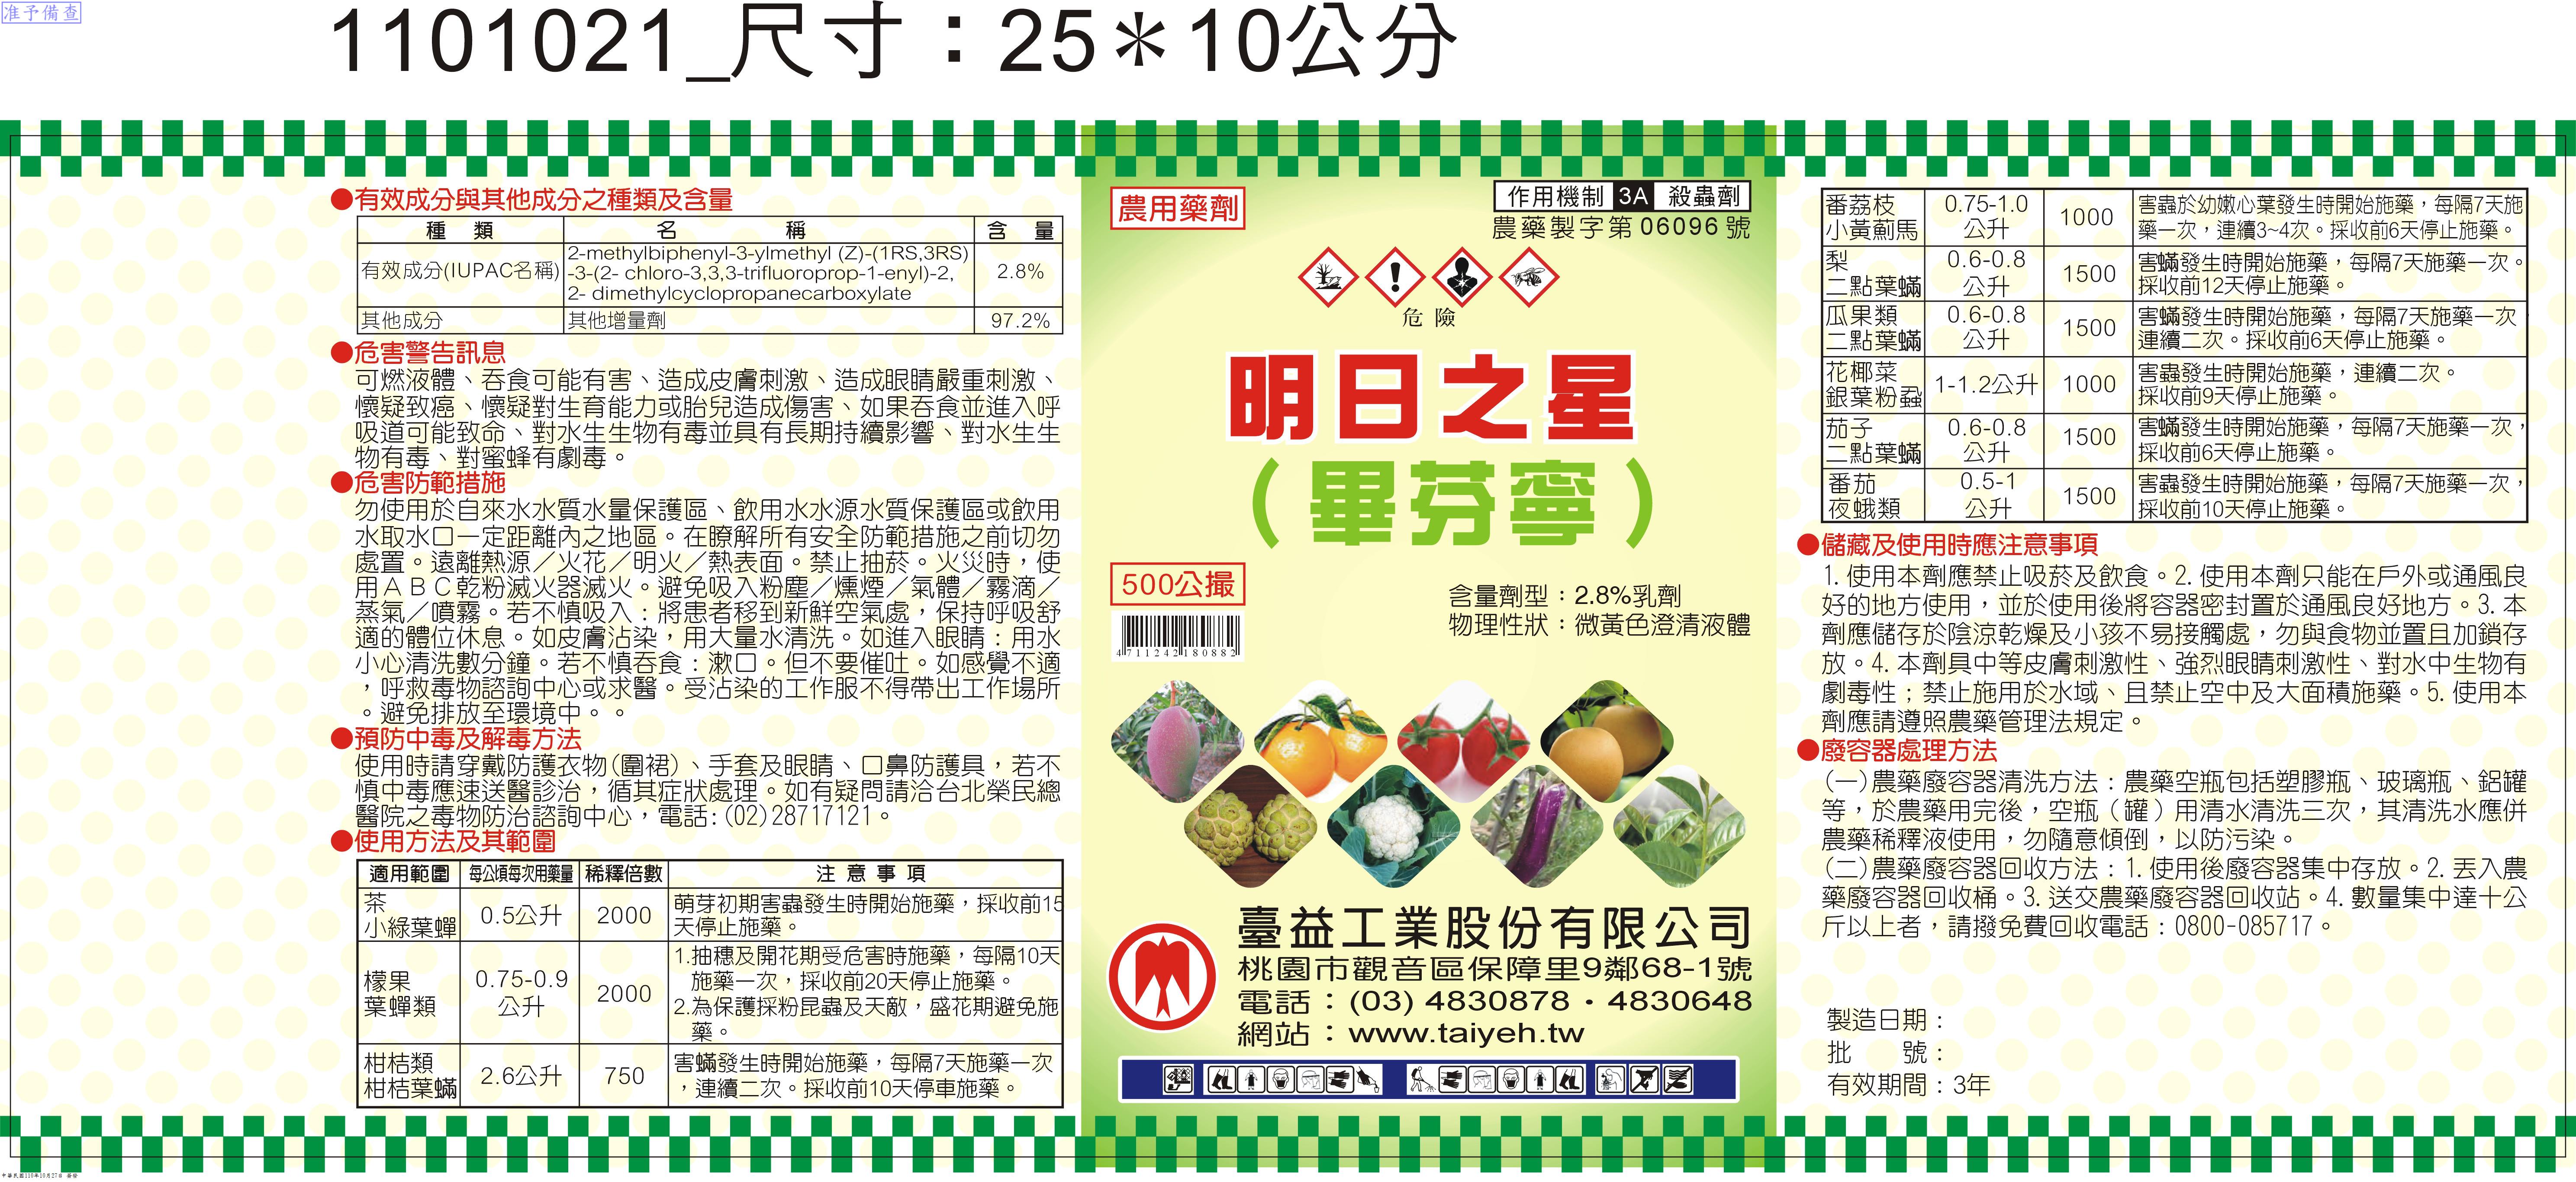 准予備查
1101021_尺寸：25＊10公分
●有效成分與其他成分之種類及含量
種 類 名 稱 含 量
有效成分(IUPAC名稱) 2-methylbiphenyl-3-ylmethyl (Z)-(1RS,3RS)
-3-(2- chloro-3,3,3-trifluoroprop-1-enyl)-2,
2- dimethylcyclopropanecarboxylate
2.8%
其他成分 其他增量劑 97.2%
●危害警告訊息
可燃液體、吞食可能有害、造成皮膚刺激、造成眼睛嚴重刺激、
懷疑致癌、懷疑對生育能力或胎兒造成傷害、如果吞食並進入呼
吸道可能致命、對水生生物有毒並具有長期持續影響、對水生生
物有毒、對蜜蜂有劇毒。
●危害防範措施
勿使用於自來水水質水量保護區、飲用水水源水質保護區或飲用
水取水口一定距離內之地區。在瞭解所有安全防範措施之前切勿
處置。遠離熱源／火花／明火／熱表面。禁止抽菸。火災時，使
用ＡＢＣ乾粉滅火器滅火。避免吸入粉塵／燻煙／氣體／霧滴／
蒸氣／噴霧。若不慎吸入：將患者移到新鮮空氣處，保持呼吸舒
適的體位休息。如皮膚沾染，用大量水清洗。如進入眼睛：用水
小心清洗數分鐘。若不慎吞食：漱口。但不要催吐。如感覺不適
，呼救毒物諮詢中心或求醫。受沾染的工作服不得帶出工作場所
。避免排放至環境中。。
●預防中毒及解毒方法
使用時請穿戴防護衣物(圍裙)、手套及眼睛、口鼻防護具，若不
慎中毒應速送醫診治，循其症狀處理。如有疑問請洽台北榮民總
醫院之毒物防治諮詢中心，電話:(02)28717121。
●使用方法及其範圍
適用範圍 每公頃每次用藥量 稀釋倍數 注 意 事 項
茶
小綠葉蟬
0.5公升 2000
萌芽初期害蟲發生時開始施藥，採收前15
天停止施藥。
檬果
葉蟬類
0.75-0.9
公升
2000
1.抽穗及開花期受危害時施藥，每隔10天
施藥一次，採收前20天停止施藥。
2.為保護採粉昆蟲及天敵，盛花期避免施
藥。
柑桔類
柑桔葉蟎
2.6公升 750
害蟎發生時開始施藥，每隔7天施藥一次
，連續二次。採收前10天停車施藥。
農用藥劑
作用機制 3A 殺蟲劑
農藥製字第06096號
危險
明日之星
（畢芬寧）
500公撮
4711242180882
含量劑型：2.8%乳劑
物理性狀：微黃色澄清液體
臺益工業股份有限公司
桃園市觀音區保障里9鄰68-1號
電話：(03) 4830878・4830648
網站：www.taiyeh.tw
番荔枝
小黃薊馬
0.75-1.0
公升
1000
害蟲於幼嫩心葉發生時開始施藥，每隔7天施
藥一次，連續3~4次。採收前6天停止施藥。
梨
二點葉蟎
0.6-0.8
公升
1500
害蟎發生時開始施藥，每隔7天施藥一次。
採收前12天停止施藥。
瓜果類
二點葉蟎
0.6-0.8
公升
1500
害蟎發生時開始施藥，每隔7天施藥一次，
連續二次。採收前6天停止施藥。
花椰菜
銀葉粉蝨
1-1.2公升 1000
害蟲發生時開始施藥，連續二次。
採收前9天停止施藥。
茄子
二點葉蟎
0.6-0.8
公升
1500
害蟎發生時開始施藥，每隔7天施藥一次，
採收前6天停止施藥。
番茄
夜蛾類
0.5-1
公升
1500
害蟲發生時開始施藥，每隔7天施藥一次，
採收前10天停止施藥。
●儲藏及使用時應注意事項
1.使用本劑應禁止吸菸及飲食。2.使用本劑只能在戶外或通風良
好的地方使用，並於使用後將容器密封置於通風良好地方。3.本
劑應儲存於陰涼乾燥及小孩不易接觸處，勿與食物並置且加鎖存
放。4.本劑具中等皮膚刺激性、強烈眼睛刺激性、對水中生物有
劇毒性；禁止施用於水域、且禁止空中及大面積施藥。5.使用本
劑應請遵照農藥管理法規定。
●廢容器處理方法
(一)農藥廢容器清洗方法：農藥空瓶包括塑膠瓶、玻璃瓶、鋁罐
等，於農藥用完後，空瓶（罐）用清水清洗三次，其清洗水應併
農藥稀釋液使用，勿隨意傾倒，以防污染。
(二)農藥廢容器回收方法：1.使用後廢容器集中存放。2.丟入農
藥廢容器回收桶。3.送交農藥廢容器回收站。4.數量集中達十公
斤以上者，請撥免費回收電話：0800-085717。
製造日期：
批 號：
有效期間：3年
中華民國110年10月27日